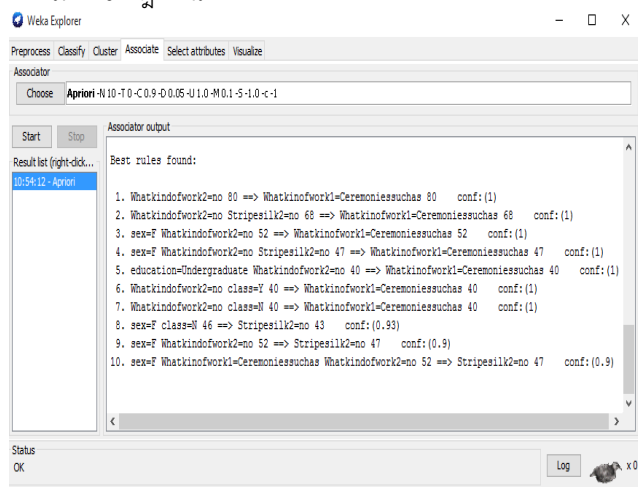 Weka Explorer
Preprocess Classify Cluster Associate Select attributes Visualize
Associator
Choose Apriori -N 10 -T 0 -C 0.9 -D 0.05 -U 1.0 -M 0.1 -S -1.0 -c -1
Start Stop
Result list (right-click...
10:54:12 - Apriori
Associator output
Best rules found:
1. Whatkindofwork2=no 80 ==> Whatkinofwork1=Ceremoniessuchas 80 conf:(1)
2. Whatkindofwork2=no Stripesilk2=no 68 ==> Whatkinofwork1=Ceremoniessuchas 68 conf:(1)
3. sex=F Whatkindofwork2=no 52 ==> Whatkinofwork1=Ceremoniessuchas 52 conf:(1)
4. sex=F Whatkindofwork2=no Stripesilk2=no 47 ==> Whatkinofwork1=Ceremoniessuchas 47 conf:(1)
5. education=Undergraduate Whatkindofwork2=no 40 ==> Whatkinofwork1=Ceremoniessuchas 40 conf:(1)
6. Whatkindofwork2=no class=Y 40 ==> Whatkinofwork1=Ceremoniessuchas 40 conf:(1)
7. Whatkindofwork2=no class=N 40 ==> Whatkinofwork1=Ceremoniessuchas 40 conf:(1)
8. sex=F class=N 46 ==> Stripesilk2=no 43 conf:(0.93)
9. sex=F Whatkindofwork2=no 52 ==> Stripesilk2=no 47 conf:(0.9)
10. sex=F Whatkinofwork1=Ceremoniessuchas Whatkindofwork2=no 52 ==> Stripesilk2=no 47 conf:(0.9)
Status
OK
Log
x 0